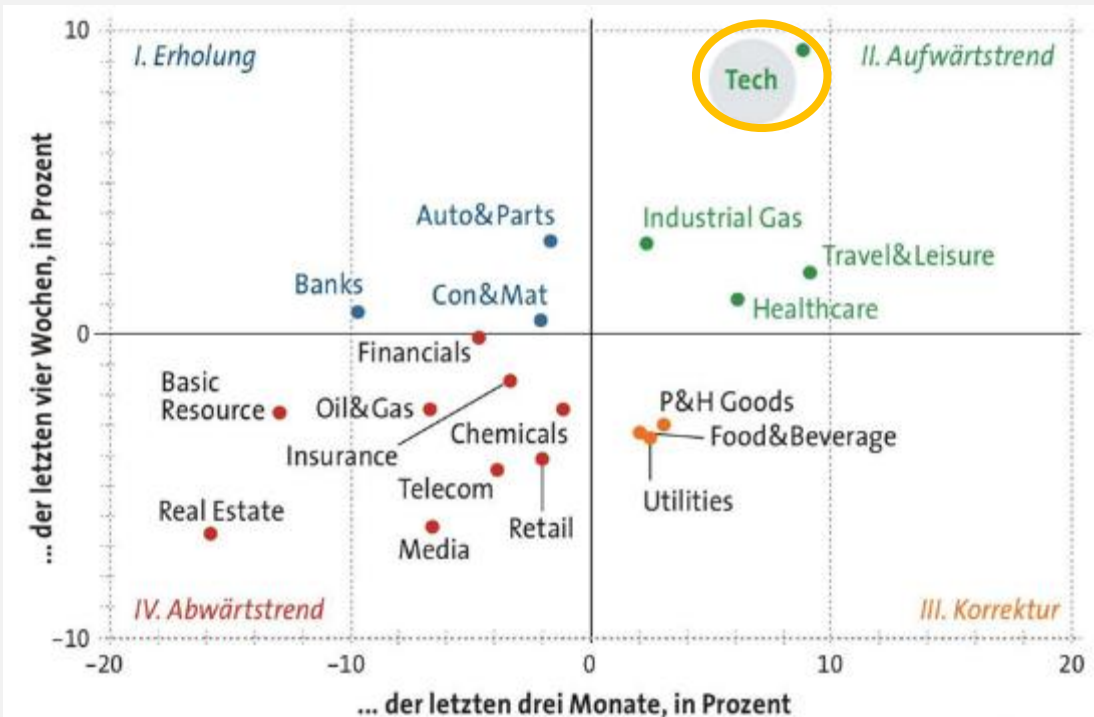 10
I. Erholung
II. Aufwärtstrend
Tech
Auto&Parts
Industrial Gas
Travel&Leisure
Banks
Con&Mat
Healthcare
0
Financials
Basic
Resource
Oil&Gas
Insurance
Chemicals
P&H Goods
Food&Beverage
Telecom
Utilities
Real Estate
Retail
Media
IV. Abwärtstrend
III. Korrektur
-10
-20
-10
0
10
20
... der letzten vier Wochen, in Prozent
... der letzten drei Monate, in Prozent